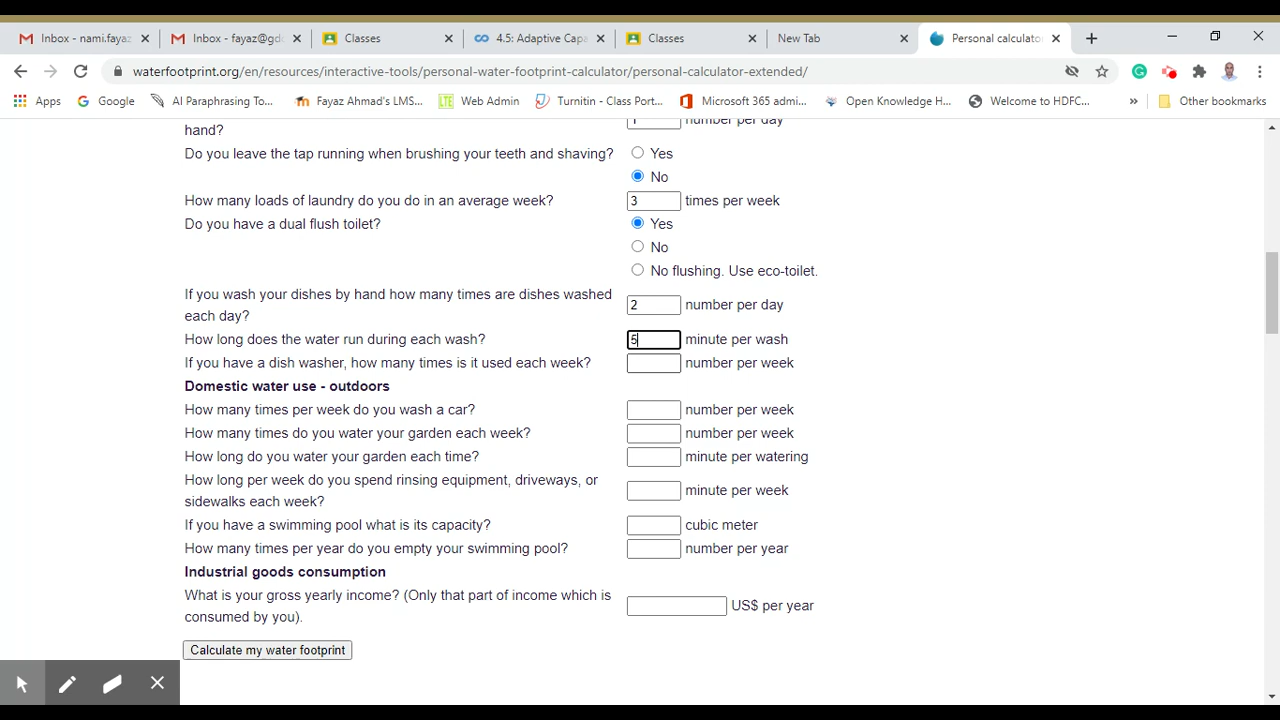 Inbox - nami.fayaz
Inbox - fayaz@gd
Classes
4.5: Adaptive Capa
Classes
New Tab
Personal calculato
waterfootprint.org/en/resources/interactive-tools/personal-water-footprint-calculator/personal-calculator-extended/
Apps
Google
AI Paraphrasing To...
Fayaz Ahmad's LMS...
LTE Web Admin
Turnitin - Class Port...
Microsoft 365 admi...
Open Knowledge H...
Welcome to HDFC...
»
Other bookmarks
hand? 1 number per day
Do you leave the tap running when brushing your teeth and shaving? Yes
No
How many loads of laundry do you do in an average week? 3 times per week
Do you have a dual flush toilet? Yes
No
No flushing. Use eco-toilet.
If you wash your dishes by hand how many times are dishes washed
each day? 2 number per day
How long does the water run during each wash? 5 minute per wash
If you have a dish washer, how many times is it used each week? number per week
Domestic water use - outdoors
How many times per week do you wash a car? number per week
How many times do you water your garden each week? number per week
How long do you water your garden each time? minute per watering
How long per week do you spend rinsing equipment, driveways, or
sidewalks each week? minute per week
If you have a swimming pool what is its capacity? cubic meter
How many times per year do you empty your swimming pool? number per year
Industrial goods consumption
What is your gross yearly income? (Only that part of income which is
consumed by you). US$ per year
Calculate my water footprint